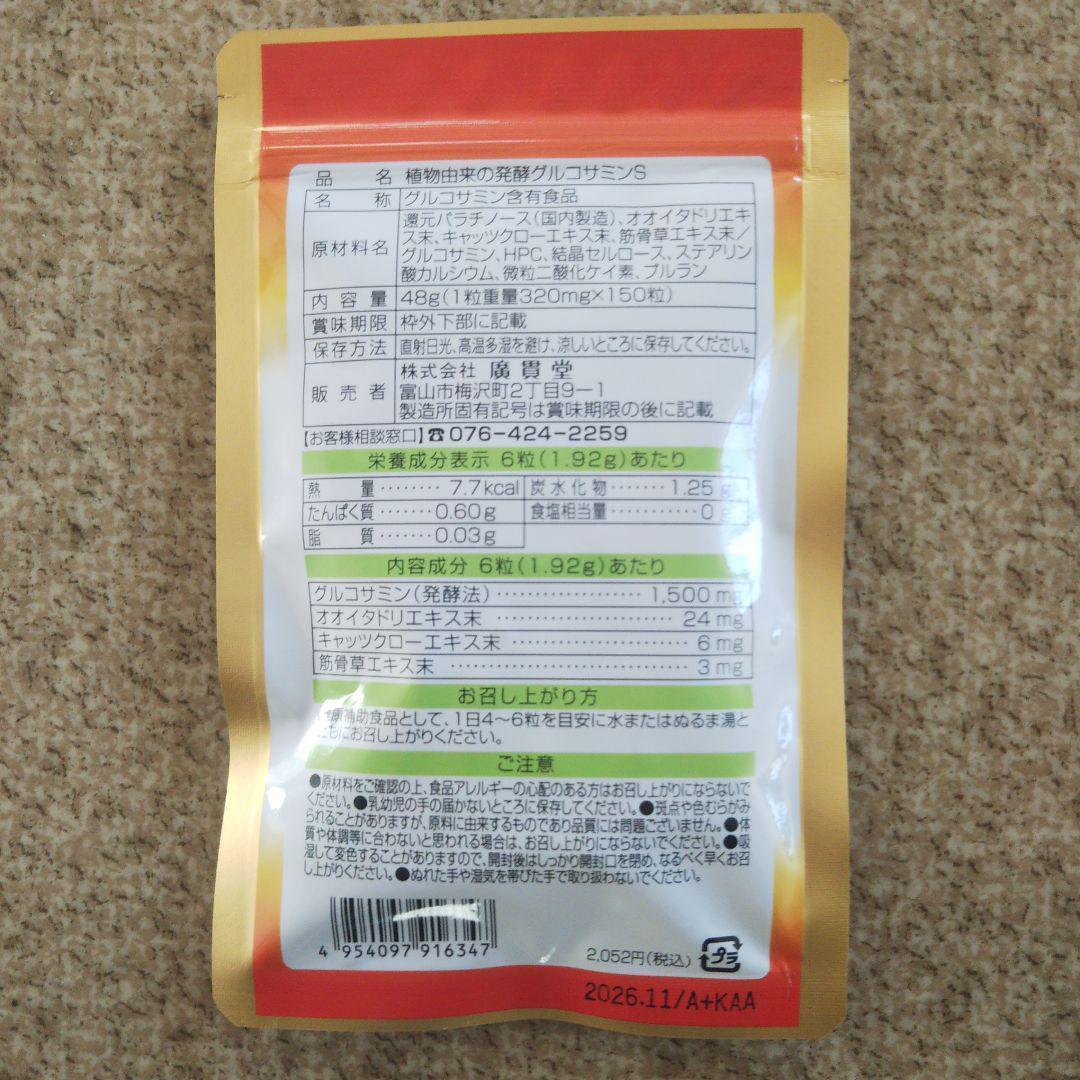 品名 植物由来の発酵グルコサミンS
名称 グルコサミン含有食品
原材料名 還元パラチノース(国内製造)、オオイタドリエキ
ス末、キャッツクローエキス末、筋骨草エキス末/
グルコサミン、HPC、結晶セルロース、ステアリン
酸カルシウム、微粒二酸化ケイ素、プルラン
内容量 48g(1粒重量320mg×150粒)
賞味期限 枠外下部に記載
保存方法 直射日光、高温多湿を避け、涼しいところに保存してください。
販売者 株式会社 廣貫堂
富山市梅沢町2丁目9−1
製造所固有記号は賞味期限の後に記載
【お客様相談窓口】☎076−424−2259
栄養成分表示 6粒(1.92g)あたり
熱量········7.7kcal 炭水化物·······1.25g
たんぱく質·······0.60g 食塩相当量···········0g
脂質·······0.03g
内容成分 6粒(1.92g)あたり
グルコサミン(発酵法)···················1,500mg
オオイタドリエキス末·······················24mg
キャッツクローエキス末·························6mg
筋骨草エキス末·······························3mg
お召し上がり方
健康補助食品として、1日4〜6粒を目安に水またはぬるま湯と
ともにお召し上がりください。
ご注意
●原材料をご確認の上、食品アレルギーの心配のある方はお召し上がりにならないで
ください。●乳幼児の手の届かないところに保存してください。●斑点や色むらがみ
られることがありますが、原料に由来するものであり品質には問題ございません。●体
質や体調等に合わないと思われる場合は、お召し上がりにならないでください。●吸
湿して変色することがありますので、開封後はしっかり開封口を閉め、なるべく早くお召
し上がりください。●ぬれた手や湿気を帯びた手で取り扱わないでください。
4 954097 916347
2,052円(税込)
プラ
2026.11/A+KAA